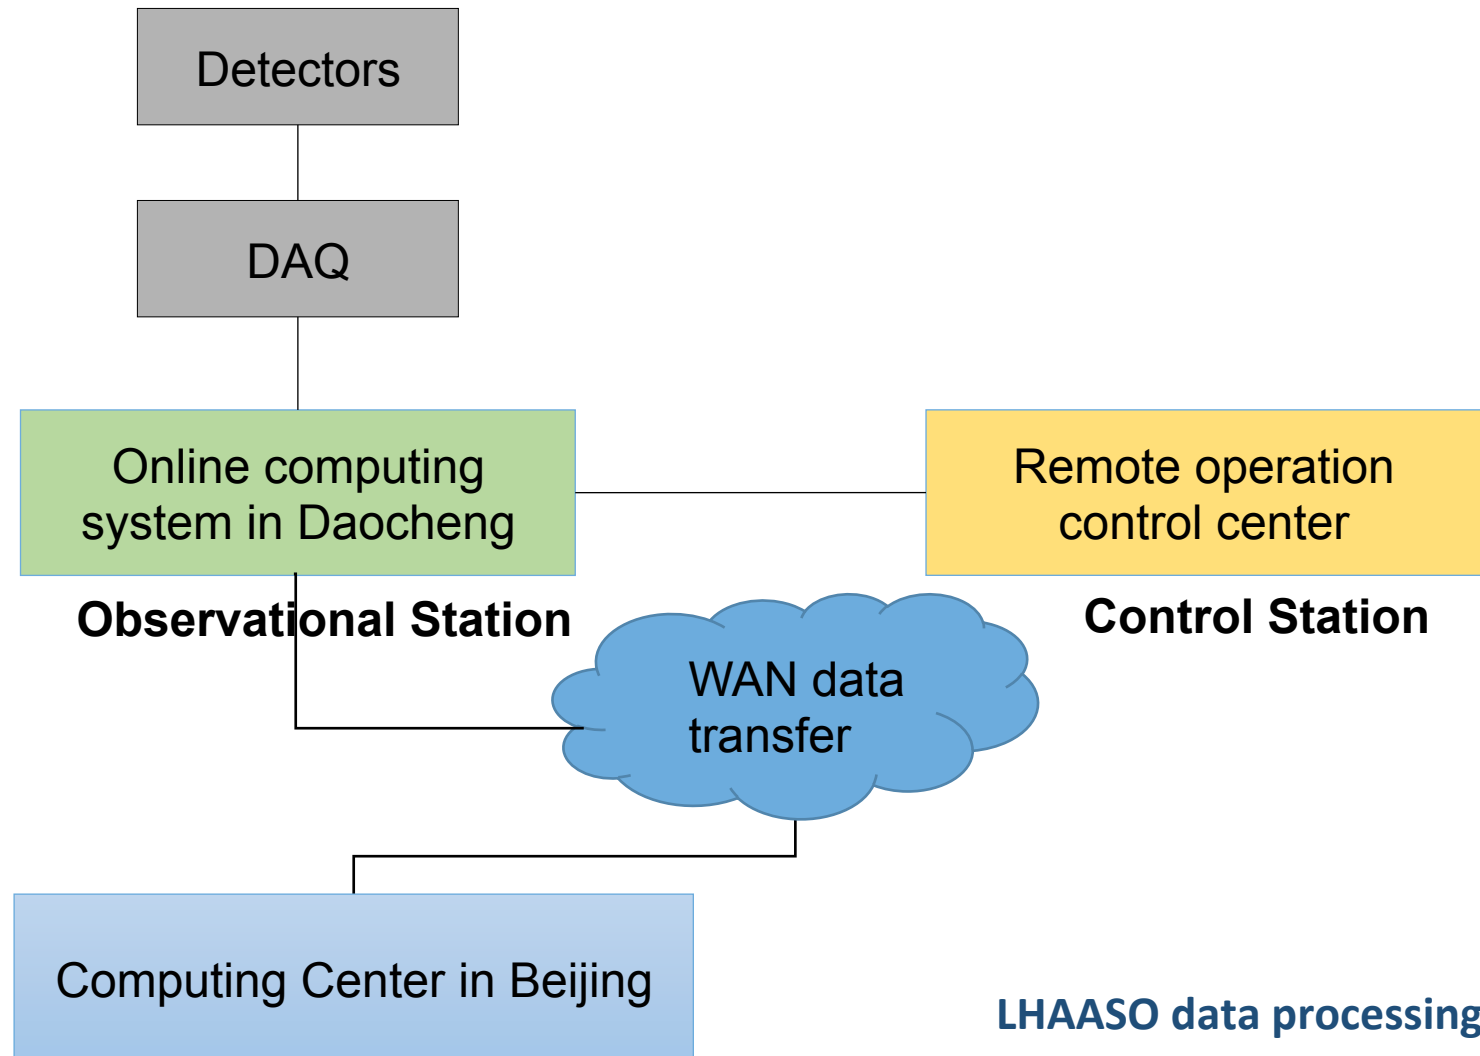 Detectors
DAQ
Online computing
system in Daocheng
Remote operation
control center
Observational Station
Control Station
WAN data
transfer
Computing Center in Beijing
LHAASO data processing